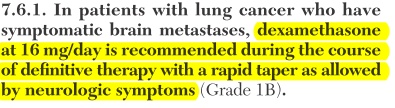 7.6.1. In patients with lung cancer who have
symptomatic brain metastases, dexamethasone
at 16 mg/day is recommended during the course
of definitive therapy with a rapid taper as allowed
by neurologic symptoms (Grade 1B).